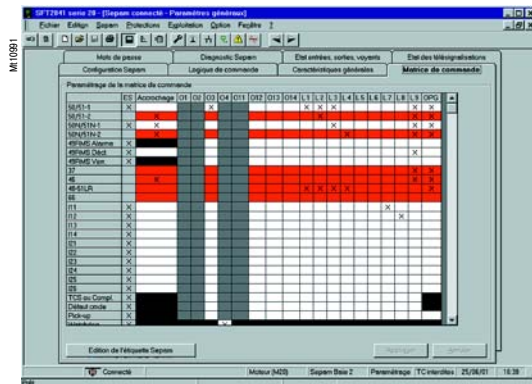 SFT2841 serie 20 - [Sepam connecté - Paramètres généraux]
Fichier Edition Sepam Protections Exploitation Option Fenêtre ?
Mt10991
Mots de passe Diagnostic Sepam Etat entrées, sorties, voyants Etat des télésignalisations
Configuration Sepam Logique de commande Caractéristiques générales Matrice de commande
Paramétrage de la matrice de commande
ES Accrochage O1 O2 O3 O4 O11 O12 O13 O14 L1 L2 L3 L4 L5 L6 L7 L8 L9 OPG
50/51-1 X X X X X X X
50/51-2 X X X X
50N/51N-1 X X X X X
50N/51N-2 X X X X
49RMS Alarme X
49RMS Décl. X X
49RMS Verr. X
37 X X
46 X X X
48-51LR X X X X X X
66
I11 X X
I12 X X
I13 X
I14 X
I21 X
I22 X
I23 X
I24 X
I25 X
I26 X
TCS ou Compl. X
Défaut cmde X
Pick-up X
X
Edition de l'étiquette Sepam
Connecté Moteur (M20) Sepam Base 2 Paramétrage TC interdites 25/06/01 16:38